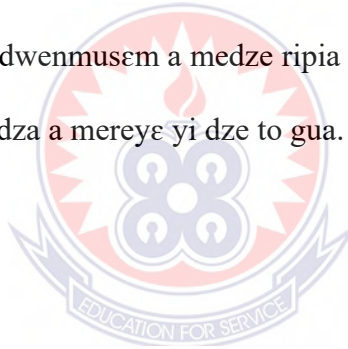 dwenmusɛm a medze ripia
dza a mereyɛ yi dze to gua.
EDUCATION FOR SERVICE